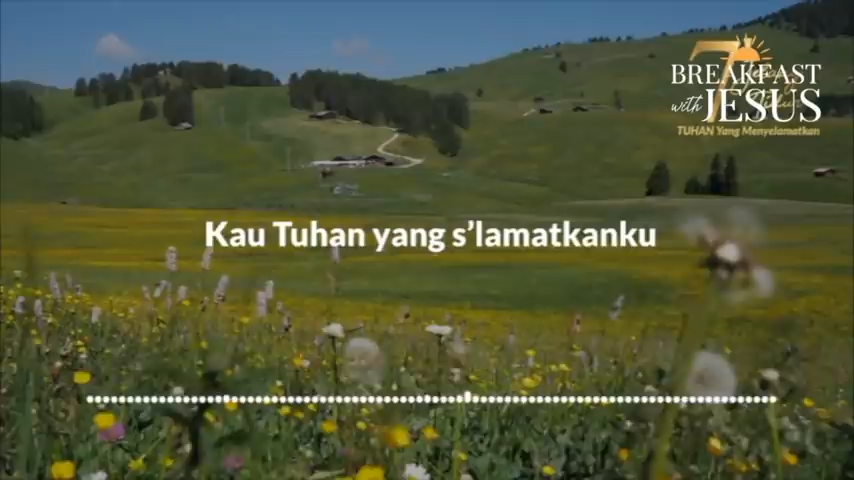 BREAKFAST
with JESUS
TUHAN Yang Menyelamatkan
Kau Tuhan yang s'lamatkanku